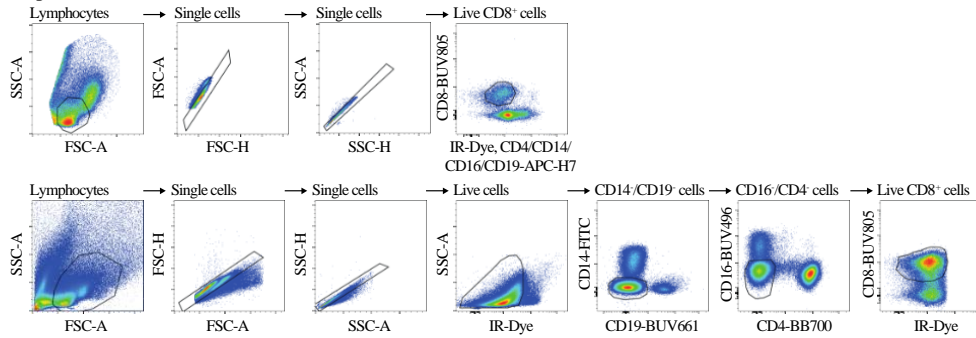 Lymphocytes → Single cells → Single cells → Live CD8⁺ cells
SSC-A
FSC-A
FSC-A
FSC-H
SSC-A
SSC-H
CD8-BUV805
IR-Dye, CD4/CD14/
CD16/CD19-APC-H7
Lymphocytes → Single cells → Single cells → Live cells → CD14⁻/CD19⁻ cells → CD16⁻/CD4⁻ cells → Live CD8⁺ cells
SSC-A
FSC-A
FSC-H
FSC-A
SSC-H
SSC-A
SSC-A
IR-Dye
CD14-FITC
CD19-BUV661
CD16-BUV496
CD4-BB700
CD8-BUV805
IR-Dye